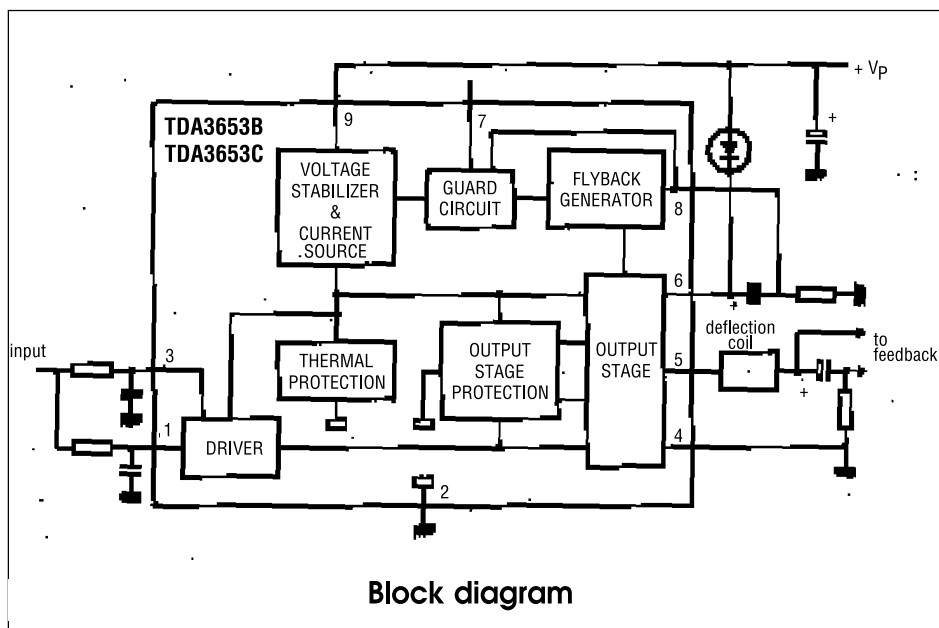 + VP
+
TDA3653B
TDA3653C
9
7
VOLTAGE
STABILIZER
&
CURRENT
SOURCE
GUARD
CIRCUIT
FLYBACK
GENERATOR
8
6
+
deflection
coil
to
feedback
input
3
THERMAL
PROTECTION
OUTPUT
STAGE
PROTECTION
OUTPUT
STAGE
5
+
1
DRIVER
4
2
Block diagram